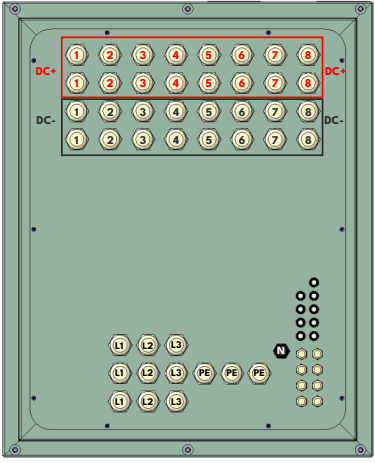 1 2 3 4 5 6 7 8
DC+ DC+
1 2 3 4 5 6 7 8
1 2 3 4 5 6 7 8
DC- DC-
1 2 3 4 5 6 7 8
L1 L2 L3
N
L1 L2 L3 PE PE PE
L1 L2 L3